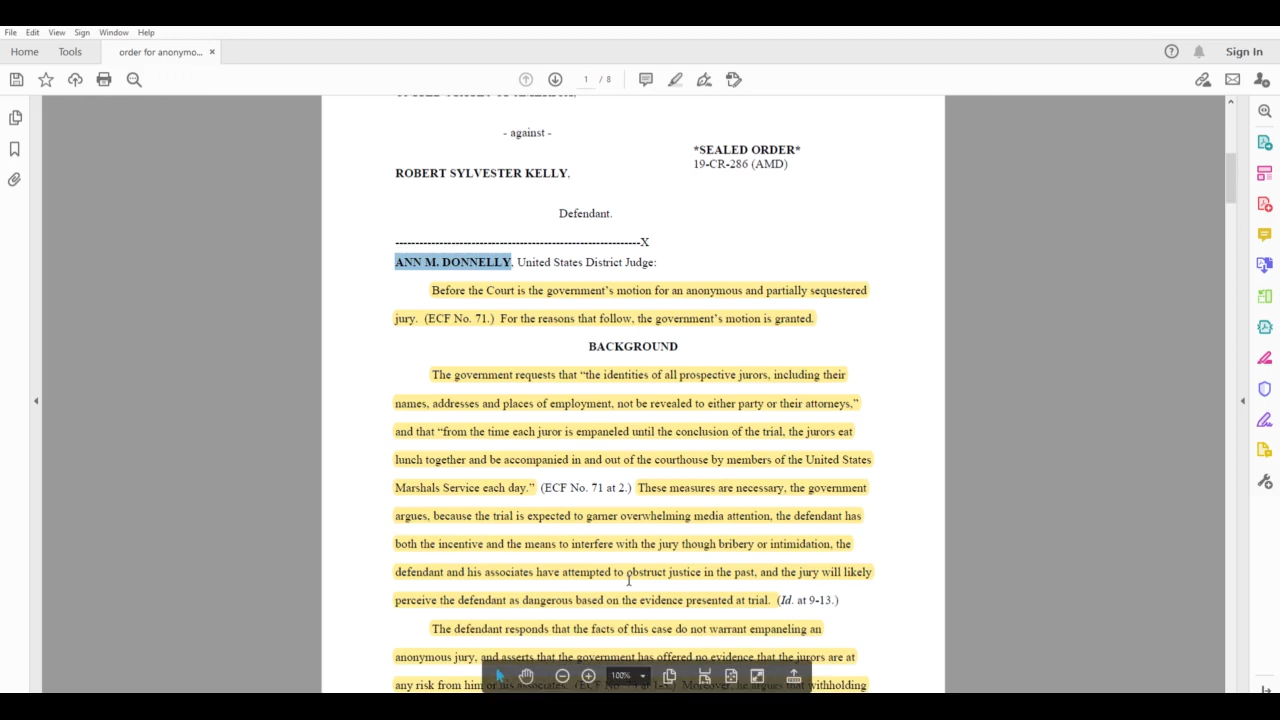 File Edit View Sign Window Help
Home Tools order for anonymo... × Sign In
1 / 8
- against -
*SEALED ORDER*
19-CR-286 (AMD)
ROBERT SYLVESTER KELLY,
Defendant.
---------------------------------------------------------------X
ANN M. DONNELLY, United States District Judge:
Before the Court is the government’s motion for an anonymous and partially sequestered
jury. (ECF No. 71.) For the reasons that follow, the government’s motion is granted.
BACKGROUND
The government requests that “the identities of all prospective jurors, including their
names, addresses and places of employment, not be revealed to either party or their attorneys,”
and that “from the time each juror is empaneled until the conclusion of the trial, the jurors eat
lunch together and be accompanied in and out of the courthouse by members of the United States
Marshals Service each day.” (ECF No. 71 at 2.) These measures are necessary, the government
argues, because the trial is expected to garner overwhelming media attention, the defendant has
both the incentive and the means to interfere with the jury though bribery or intimidation, the
defendant and his associates have attempted to obstruct justice in the past, and the jury will likely
perceive the defendant as dangerous based on the evidence presented at trial. (Id. at 9-13.)
The defendant responds that the facts of this case do not warrant empaneling an
anonymous jury, and asserts that the government has offered no evidence that the jurors are at
any risk from him or his associates. Moreover, he argues that withholding
100%